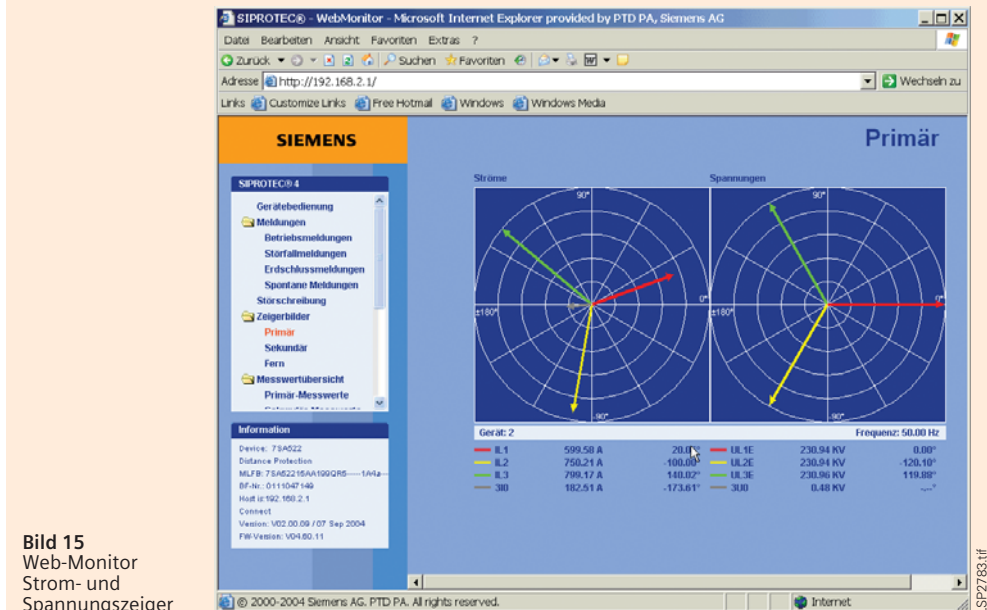 SIPROTEC® - WebMonitor - Microsoft Internet Explorer provided by PTD PA, Siemens AG
Datei Bearbeiten Ansicht Favoriten Extras ?
Zurück Suchen Favoriten
Adresse http://192.168.2.1/ Wechseln zu
Links Customize Links Free Hotmail Windows Windows Media
SIEMENS
Primär
SIPROTEC® 4
Gerätebedienung
Meldungen
Betriebsmeldungen
Störfallmeldungen
Erdschlussmeldungen
Spontane Meldungen
Störschreibung
Zeigerbilder
Primär
Sekundär
Fern
Messwertübersicht
Primär-Messwerte
Information
Device: 7SA522
Distance Protection
BF-Nr.: 0111047149
Host is:192.168.2.1
Connect
Version: V02.00.09 / 07 Sep 2004
FW-Version: V04.60.11
Ströme
90°
0°
±180°
-90°
Spannungen
90°
0°
±180°
-90°
Gerät: 2 Frequenz: 50.00 Hz
IL1 599.58 A UL1E 230.94 KV 0.00°
IL2 750.21 A -100.00° UL2E 230.94 KV -120.10°
IL3 799.17 A 140.02° UL3E 230.96 KV 119.88°
3I0 182.51 A -173.61° 3U0 0.48 KV --,--°
© 2000-2004 Siemens AG. PTD PA. All rights reserved. Internet
Bild 15
Web-Monitor
Strom- und
Spannungszeiger
SP2783.tif